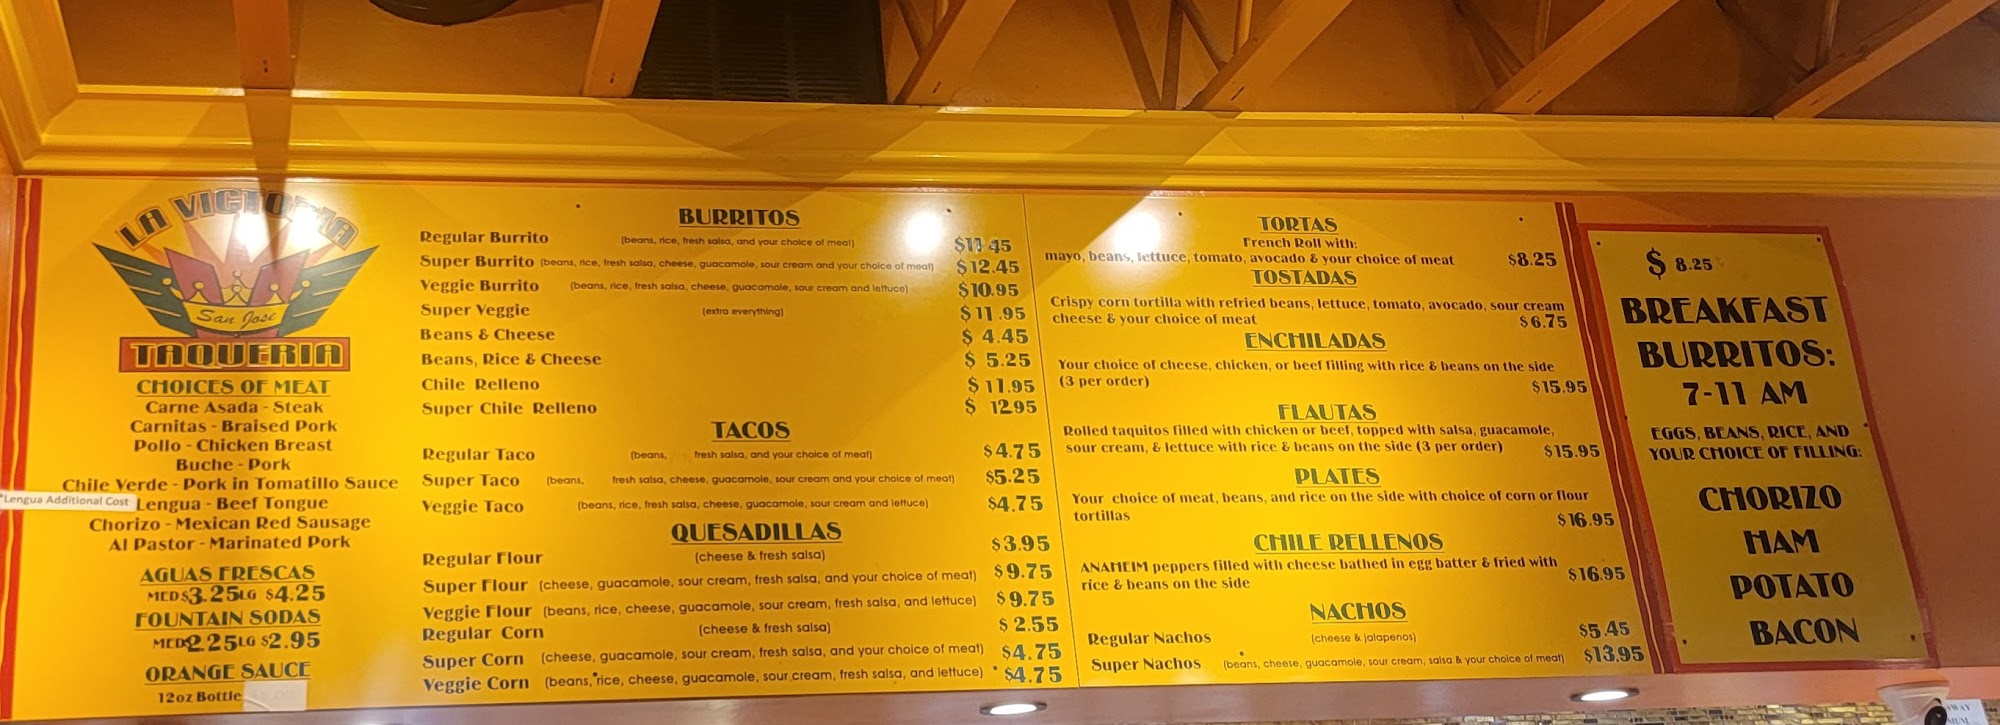 LA VICTORIA
San Jose
TAQUERIA
CHOICES OF MEAT
Carne Asada - Steak
Carnitas - Braised Pork
Pollo - Chicken Breast
Buche - Pork
Chile Verde - Pork in Tomatillo Sauce
*Lengua Additional Cost
Lengua - Beef Tongue
Chorizo - Mexican Red Sausage
Al Pastor - Marinated Pork
AGUAS FRESCAS
MED $3.25 LG $4.25
FOUNTAIN SODAS
MED 2.25 LG $2.95
ORANGE SAUCE
12oz Bottle
BURRITOS
Regular Burrito (beans, rice, fresh salsa, and your choice of meat) $11.45
Super Burrito (beans, rice, fresh salsa, cheese, guacamole, sour cream and your choice of meat) $12.45
Veggie Burrito (beans, rice, fresh salsa, cheese, guacamole, sour cream and lettuce) $10.95
Super Veggie (extra everything) $11.95
Beans & Cheese $ 4.45
Beans, Rice & Cheese $ 5.25
Chile Relleno $ 11.95
Super Chile Relleno $ 12.95
TACOS
Regular Taco (beans, fresh salsa, and your choice of meat) $4.75
Super Taco (beans, fresh salsa, cheese, guacamole, sour cream and your choice of meat) $5.25
Veggie Taco (beans, rice, fresh salsa, cheese, guacamole, sour cream and lettuce) $4.75
QUESADILLAS
Regular Flour (cheese & fresh salsa) $3.95
Super Flour (cheese, guacamole, sour cream, fresh salsa, and your choice of meat) $9.75
Veggie Flour (beans, rice, cheese, guacamole, sour cream, fresh salsa, and lettuce) $9.75
Regular Corn (cheese & fresh salsa) $ 2.55
Super Corn (cheese, guacamole, sour cream, fresh salsa, and your choice of meat) $4.75
Veggie Corn (beans, rice, cheese, guacamole, sour cream, fresh salsa, and lettuce) $4.75
TORTAS
French Roll with:
mayo, beans, lettuce, tomato, avocado & your choice of meat $8.25
TOSTADAS
Crispy corn tortilla with refried beans, lettuce, tomato, avocado, sour cream
cheese & your choice of meat $6.75
ENCHILADAS
Your choice of cheese, chicken, or beef filling with rice & beans on the side
(3 per order) $15.95
FLAUTAS
Rolled taquitos filled with chicken or beef, topped with salsa, guacamole,
sour cream, & lettuce with rice & beans on the side (3 per order) $15.95
PLATES
Your choice of meat, beans, and rice on the side with choice of corn or flour
tortillas $16.95
CHILE RELLENOS
ANAHEIM peppers filled with cheese bathed in egg batter & fried with
rice & beans on the side $16.95
NACHOS
Regular Nachos (cheese & jalapenos) $5.45
Super Nachos (beans, cheese, guacamole, sour cream, salsa & your choice of meat) $13.95
$ 8.25
BREAKFAST
BURRITOS:
7-11 AM
EGGS, BEANS, RICE, AND
YOUR CHOICE OF FILLING:
CHORIZO
HAM
POTATO
BACON